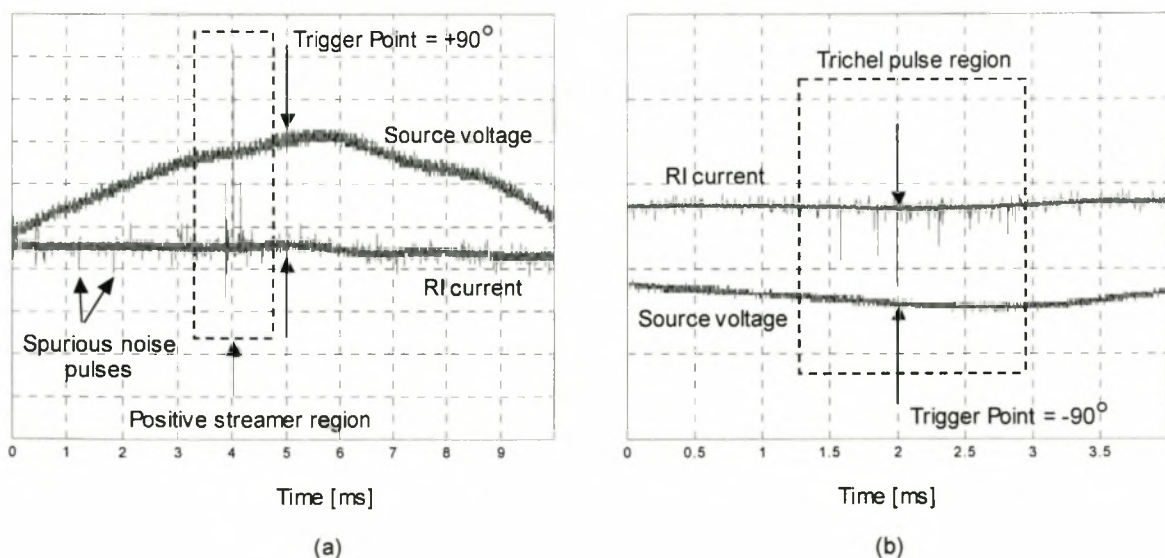 Trigger Point = +90°
Source voltage
RI current
Spurious noise
pulses
Positive streamer region
0 1 2 3 4 5 6 7 8 9
Time [ms]
(a)
Trichel pulse region
RI current
Source voltage
Trigger Point = -90°
0 0.5 1 1.5 2 2.5 3 3.5
Time [ms]
(b)